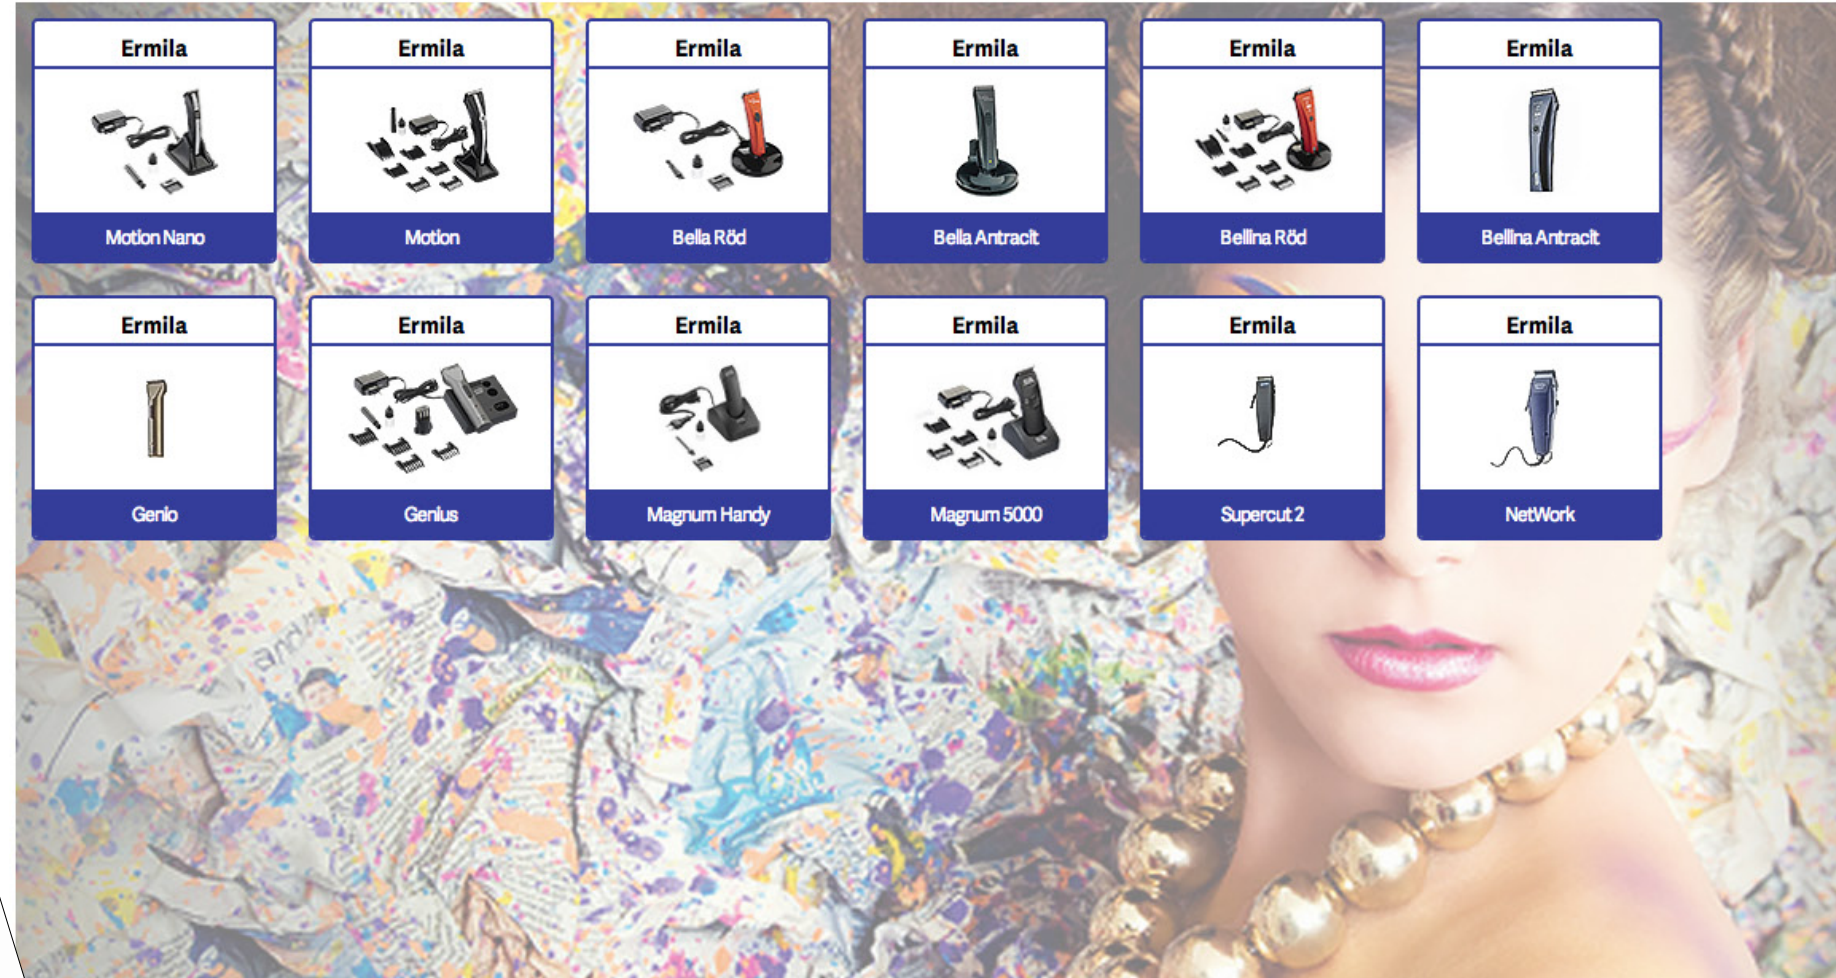 Ermila
Motion Nano
Ermila
Motion
Ermila
Bella Röd
Ermila
Bella Antracit
Ermila
Bellina Röd
Ermila
Bellina Antracit
Ermila
Genio
Ermila
Genius
Ermila
Magnum Handy
Ermila
Magnum 5000
Ermila
Supercut 2
Ermila
NetWork